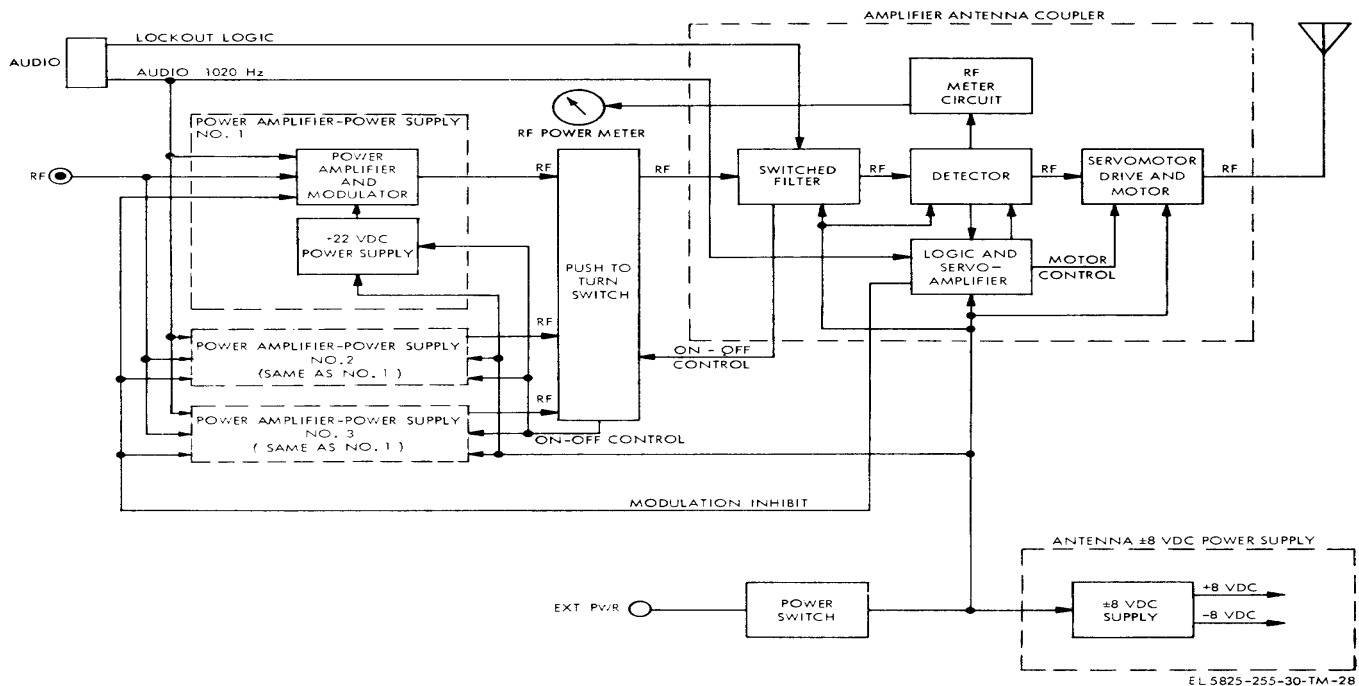 AMPLIFIER ANTENNA COUPLER
LOCKOUT LOGIC
AUDIO
AUDIO 1020 Hz
RF
METER
CIRCUIT
RF POWER METER
POWER AMPLIFIER-POWER SUPPLY
NO. 1
POWER
AMPLIFIER
AND
MODULATOR
RF
RF
RF
SWITCHED
FILTER
RF
DETECTOR
RF
SERVOMOTOR
DRIVE AND
MOTOR
RF
+22 VDC
POWER SUPPLY
PUSH TO
TURN
SWITCH
LOGIC AND
SERVO-
AMPLIFIER
MOTOR
CONTROL
RF
POWER AMPLIFIER-POWER SUPPLY
NO. 2
(SAME AS NO. 1)
ON - OFF
CONTROL
RF
POWER AMPLIFIER-POWER SUPPLY
NO. 3
( SAME AS NO. 1 )
ON-OFF CONTROL
MODULATION INHIBIT
ANTENNA ±8 VDC POWER SUPPLY
EXT PWR
POWER
SWITCH
±8 VDC
SUPPLY
+8 VDC
-8 VDC
EL 5825-255-30-TM-28